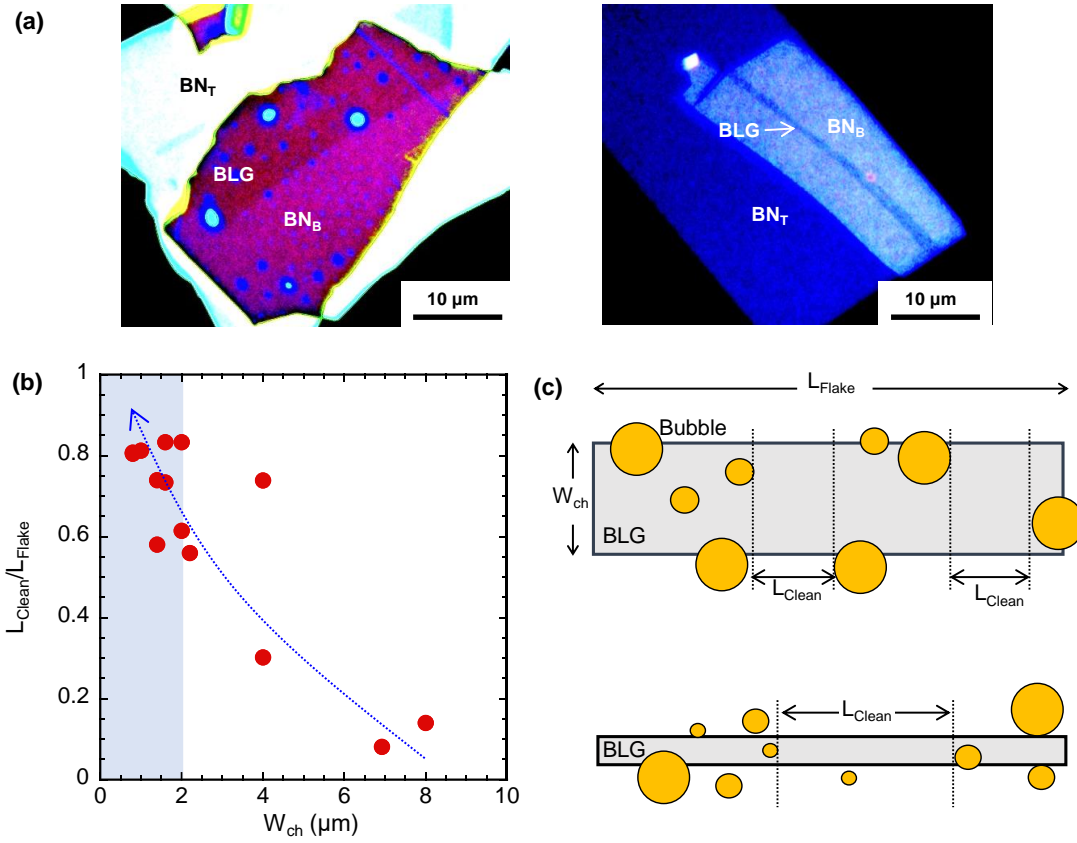 (a)
BN_T
BLG
BN_B
10 µm
BLG
BN_B
BN_T
10 µm
(b)
L_Clean/L_Flake
1
0.8
0.6
0.4
0.2
0
0
2
4
6
8
10
W_ch (µm)
(c)
L_Flake
Bubble
W_ch
BLG
L_Clean
L_Clean
L_Clean
BLG